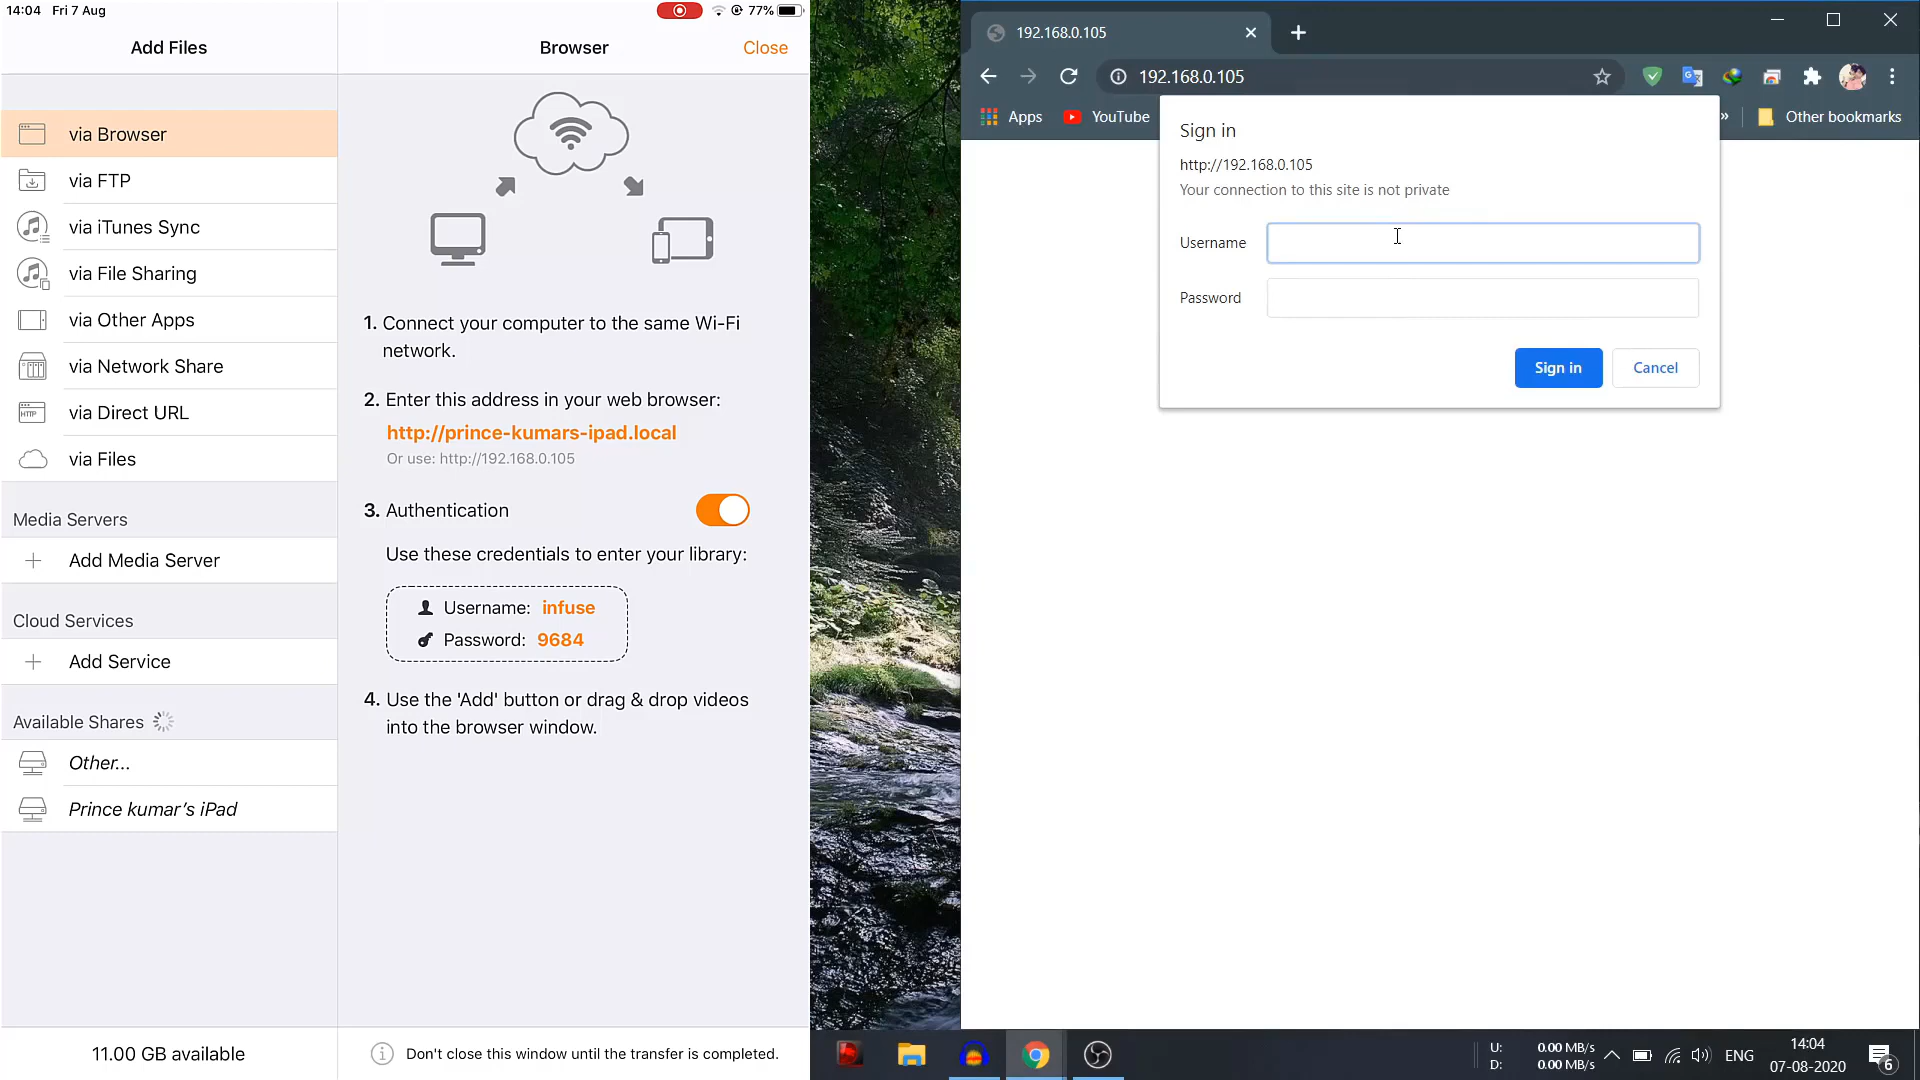 14:04 Fri 7 Aug
77%
Add Files
Browser
Close
via Browser
via FTP
via iTunes Sync
via File Sharing
via Other Apps
via Network Share
HTTP
via Direct URL
via Files
Media Servers
Add Media Server
Cloud Services
Add Service
Available Shares
Other...
Prince kumar’s iPad
11.00 GB available
1. Connect your computer to the same Wi-Fi
network.
2. Enter this address in your web browser:
http://prince-kumars-ipad.local
Or use: http://192.168.0.105
3. Authentication
Use these credentials to enter your library:
Username: infuse
Password: 9684
4. Use the 'Add' button or drag & drop videos
into the browser window.
Don't close this window until the transfer is completed.
192.168.0.105
192.168.0.105
Apps
YouTube
»
Other bookmarks
Sign in
http://192.168.0.105
Your connection to this site is not private
Username
Password
Sign in
Cancel
U: 0.00 MB/s
D: 0.00 MB/s
ENG
14:04
07-08-2020
6